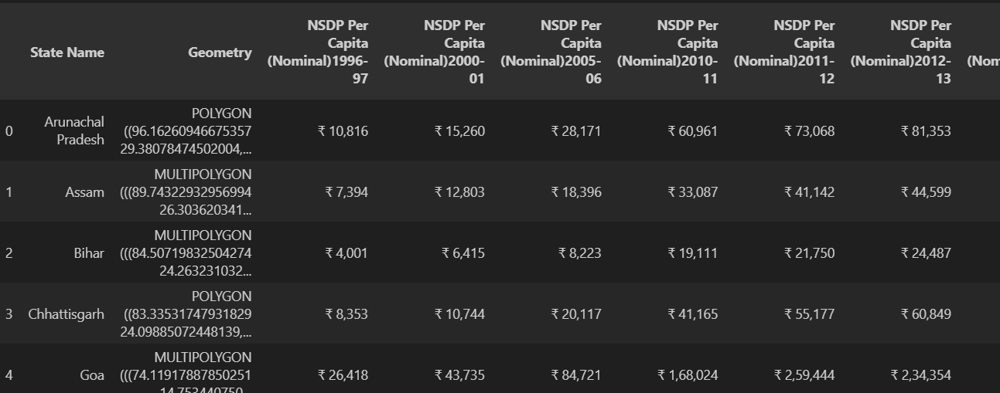 State Name
Geometry
NSDP Per
Capita
(Nominal)1996-
97
NSDP Per
Capita
(Nominal)2000-
01
NSDP Per
Capita
(Nominal)2005-
06
NSDP Per
Capita
(Nominal)2010-
11
NSDP Per
Capita
(Nominal)2011-
12
NSDP Per
Capita
(Nominal)2012-
13
(Nom
0
Arunachal
Pradesh
POLYGON
((96.16260946675357
29.38078474502004,...
₹ 10,816
₹ 15,260
₹ 28,171
₹ 60,961
₹ 73,068
₹ 81,353
1
Assam
MULTIPOLYGON
(((89.74322932956994
26.303620341...
₹ 7,394
₹ 12,803
₹ 18,396
₹ 33,087
₹ 41,142
₹ 44,599
2
Bihar
MULTIPOLYGON
(((84.50719832504274
24.263231032...
₹ 4,001
₹ 6,415
₹ 8,223
₹ 19,111
₹ 21,750
₹ 24,487
3
Chhattisgarh
POLYGON
((83.33531747931829
24.09885072448139,...
₹ 8,353
₹ 10,744
₹ 20,117
₹ 41,165
₹ 55,177
₹ 60,849
4
Goa
MULTIPOLYGON
(((74.11917887850251
14.753440750...
₹ 26,418
₹ 43,735
₹ 84,721
₹ 1,68,024
₹ 2,59,444
₹ 2,34,354